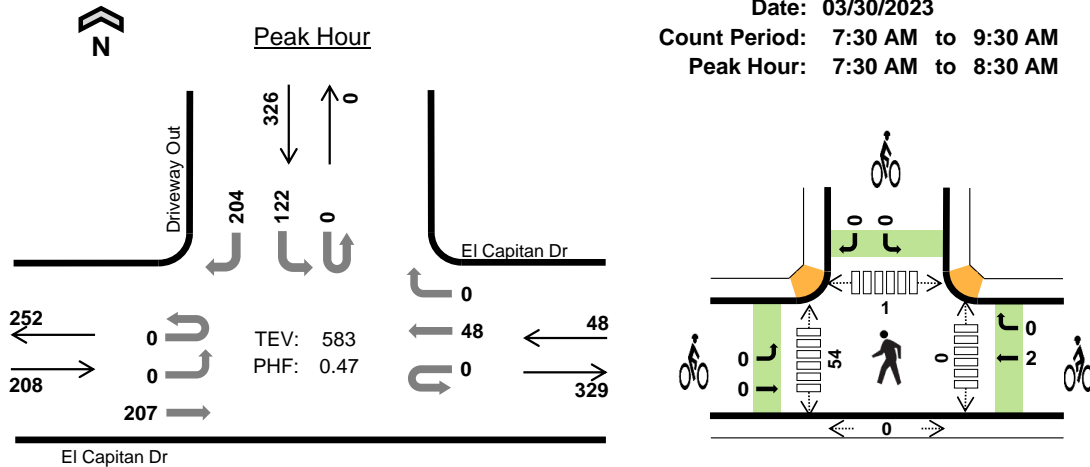 N
Peak Hour
Date: 03/30/2023
Count Period: 7:30 AM to 9:30 AM
Peak Hour: 7:30 AM to 8:30 AM
Driveway Out
326
0
204
122
0
El Capitan Dr
252
208
0
0
207
TEV: 583
PHF: 0.47
0
48
0
48
329
El Capitan Dr
0
0
1
0
0
54
0
0
2
0